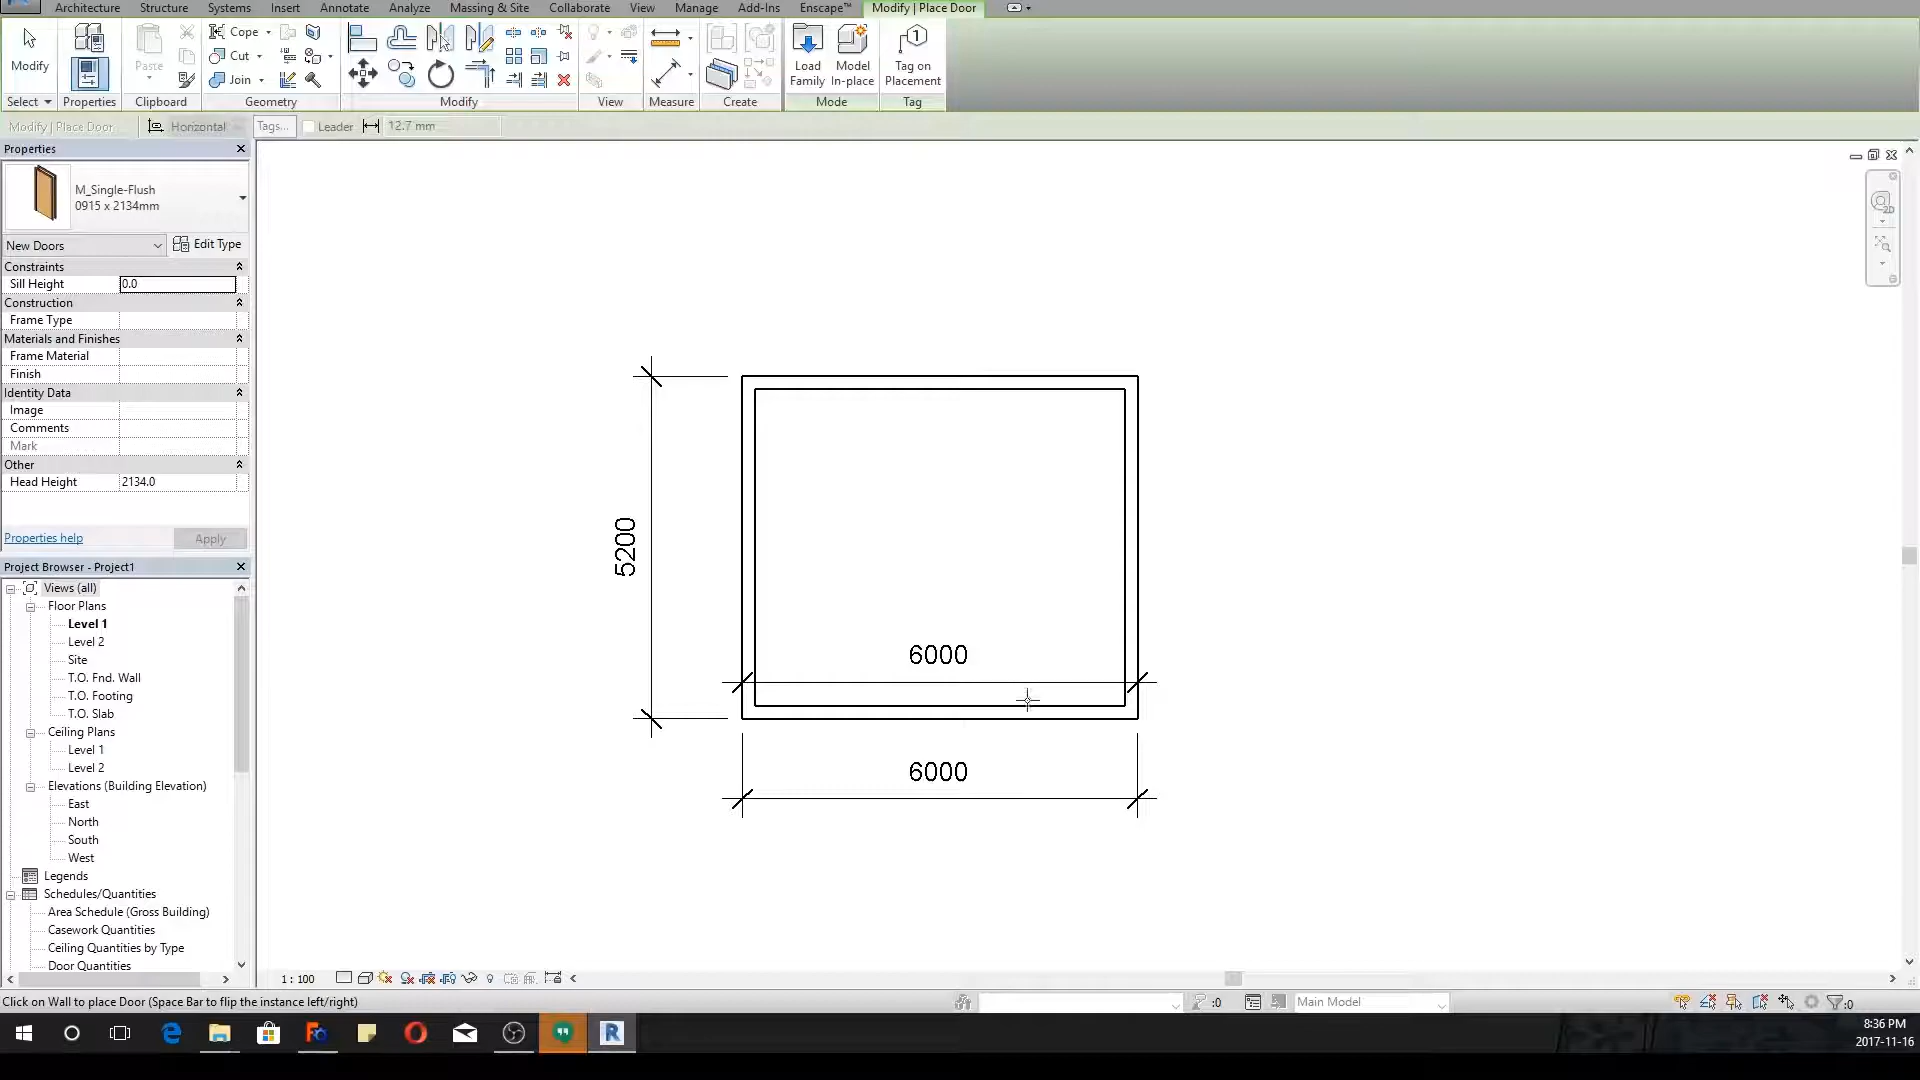 Architecture Structure Systems Insert Annotate Analyze Massing & Site Collaborate View Manage Add-Ins Enscape™ Modify | Place Door
Modify Paste Cope Cut Join Load Family Model In-place Tag on Placement
Select Properties Clipboard Geometry Modify View Measure Create Mode Tag
Modify | Place Door Horizontal Tags... Leader 12.7 mm
Properties
M_Single-Flush
0915 x 2134mm
New Doors Edit Type
Constraints
Sill Height 0.0
Construction
Frame Type
Materials and Finishes
Frame Material
Finish
Identity Data
Image
Comments
Mark
Other
Head Height 2134.0
Properties help Apply
Project Browser - Project1
Views (all)
Floor Plans
Level 1
Level 2
Site
T.O. Fnd. Wall
T.O. Footing
T.O. Slab
Ceiling Plans
Level 1
Level 2
Elevations (Building Elevation)
East
North
South
West
Legends
Schedules/Quantities
Area Schedule (Gross Building)
Casework Quantities
Ceiling Quantities by Type
Door Quantities
2D
5200
6000
6000
1 : 100
Click on Wall to place Door (Space Bar to flip the instance left/right) :0 Main Model :0
8:36 PM
2017-11-16